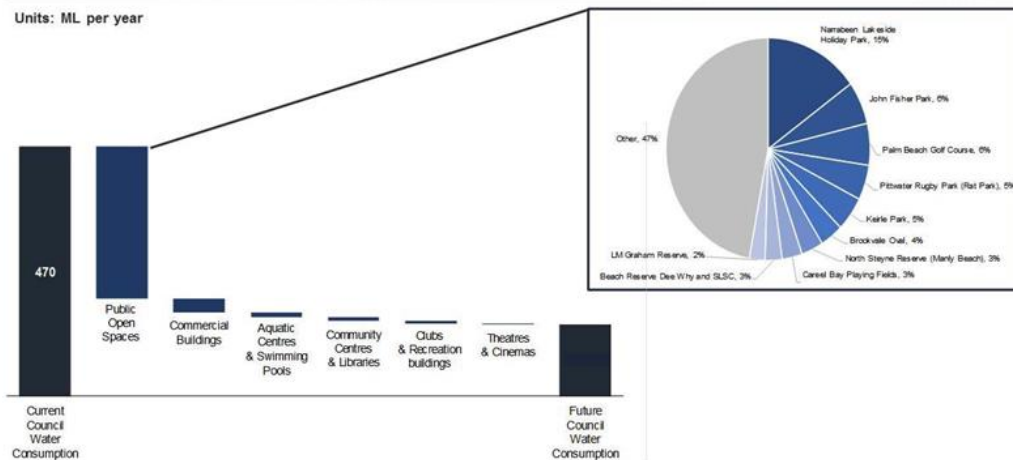 Units: ML per year
470
Current
Council
Water
Consumption
Public
Open
Spaces
Commercial
Buildings
Aquatic
Centres
& Swimming
Pools
Community
Centres
& Libraries
Clubs
& Recreation
buildings
Theatres
& Cinemas
Future
Council
Water
Consumption
Narrabeen Lakeside
Holiday Park, 15%
John Fisher Park, 6%
Palm Beach Golf Course, 6%
Pittwater Rugby Park (Rat Park), 5%
Keirle Park, 5%
Brookvale Oval, 4%
North Steyne Reserve (Manly Beach), 3%
Careel Bay Playing Fields, 3%
Beach Reserve Dee Why and SLSC, 3%
LM Graham Reserve, 2%
Other, 47%